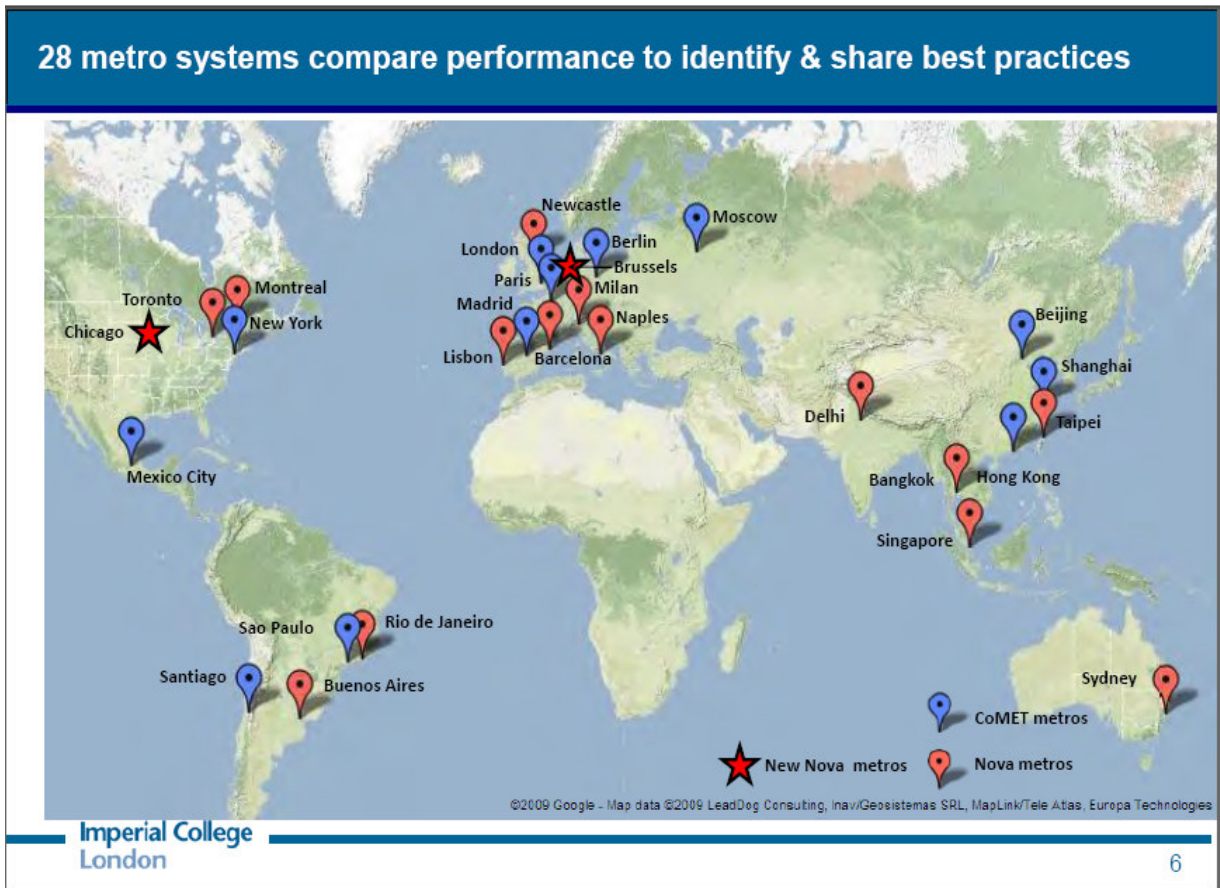 28 metro systems compare performance to identify & share best practices
Newcastle
Moscow
London
Berlin
Brussels
Paris
Milan
Montreal
Toronto
Madrid
Naples
Beijing
New York
Chicago
Lisbon
Barcelona
Shanghai
Delhi
Taipei
Mexico City
Bangkok
Hong Kong
Singapore
Rio de Janeiro
Sao Paulo
Santiago
Buenos Aires
Sydney
CoMET metros
New Nova metros
Nova metros
©2009 Google - Map data ©2009 LeadDog Consulting, Inav/Geosistemas SRL, MapLink/Tele Atlas, Europa Technologies
Imperial College
London
6